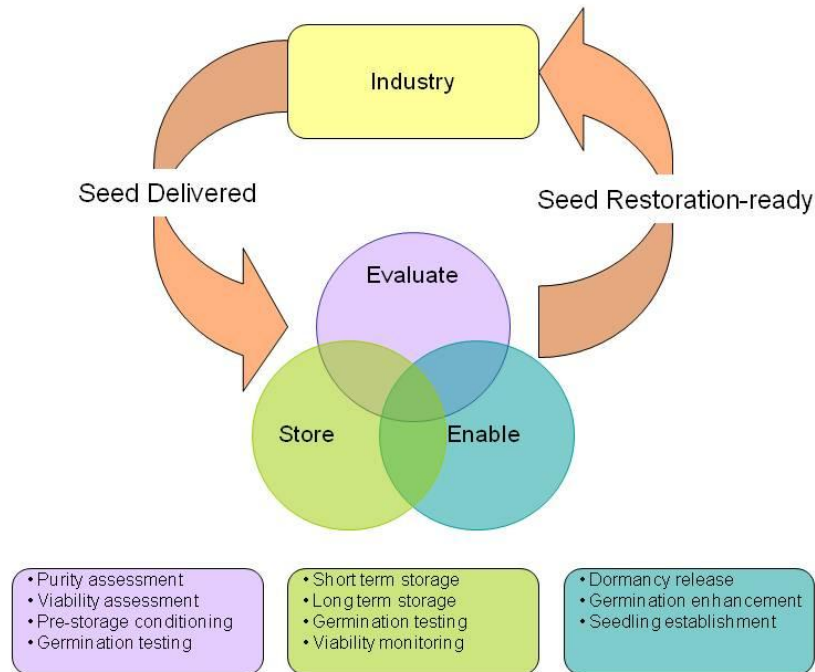 Industry
Seed Delivered
Seed Restoration-ready
Evaluate
Store
Enable
• Purity assessment
• Viability assessment
• Pre-storage conditioning
• Germination testing
• Short term storage
• Long term storage
• Germination testing
• Viability monitoring
• Dormancy release
• Germination enhancement
• Seedling establishment